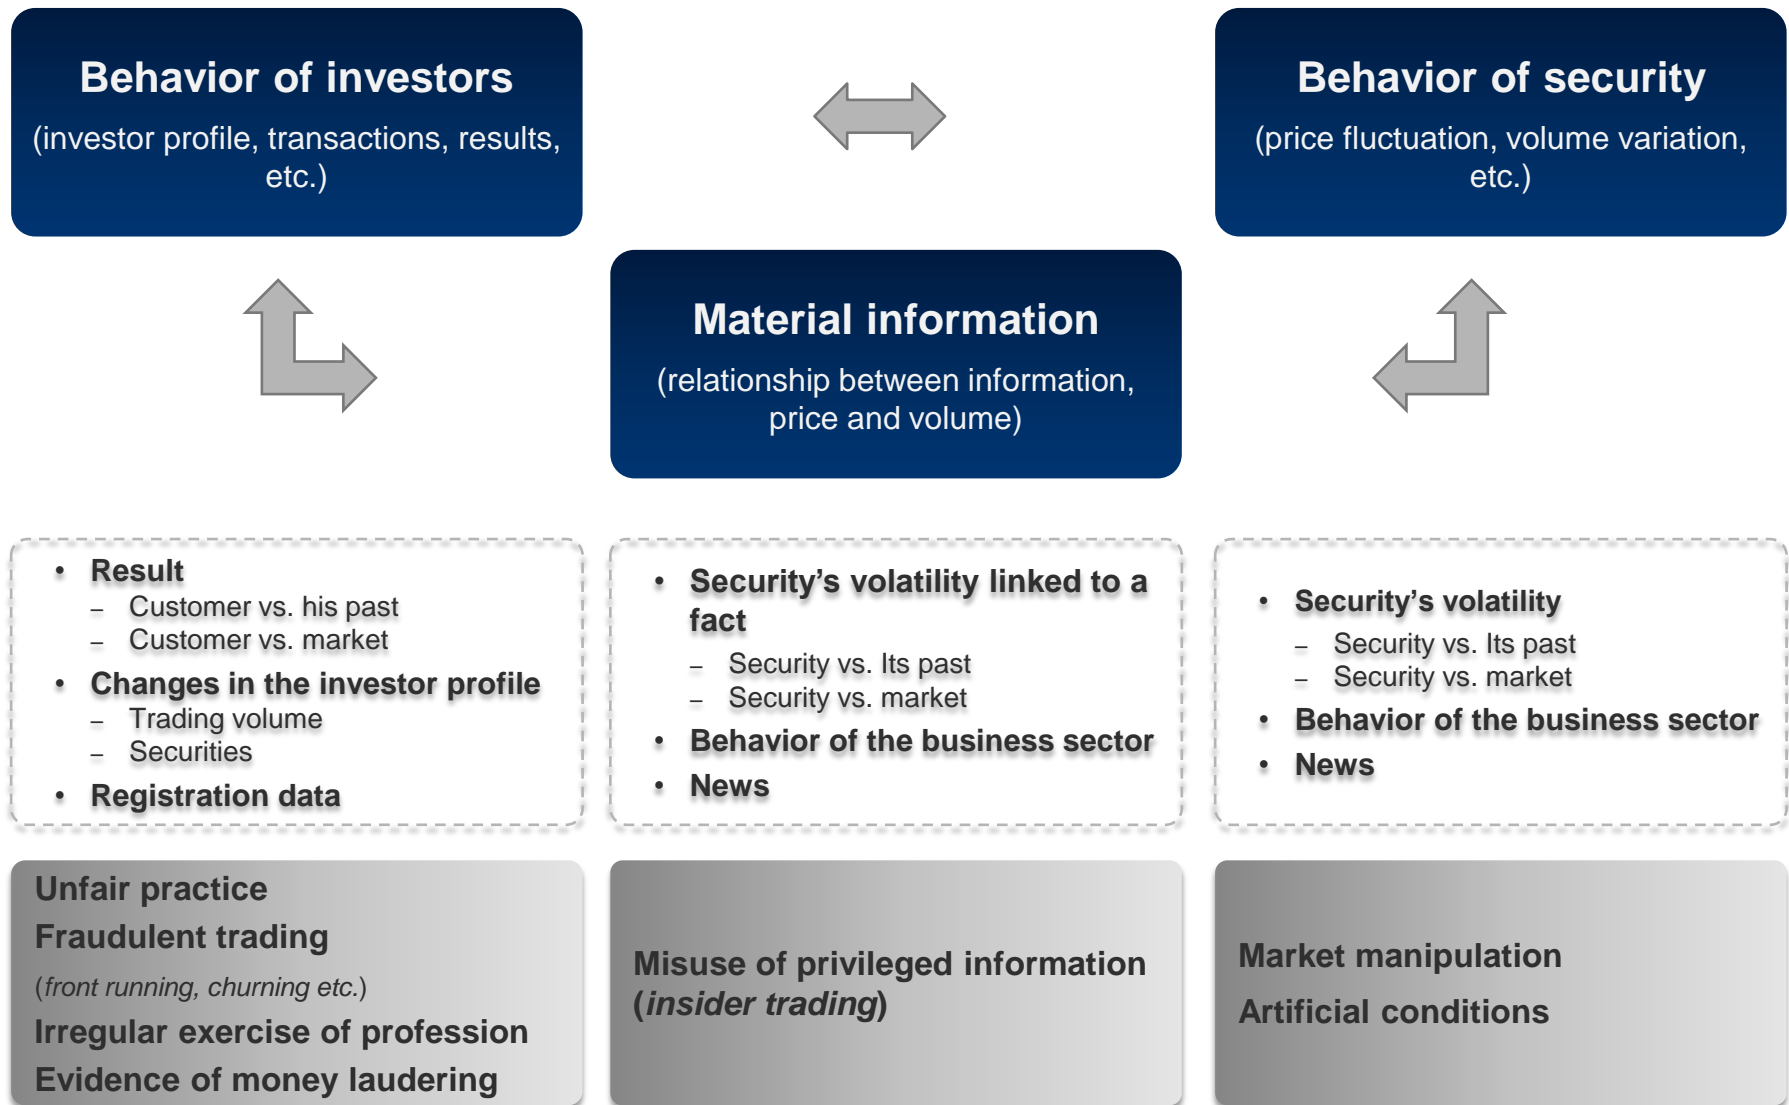 Behavior of investors
(investor profile, transactions, results,
etc.)
Behavior of security
(price fluctuation, volume variation,
etc.)
Material information
(relationship between information,
price and volume)
• Result
– Customer vs. his past
– Customer vs. market
• Changes in the investor profile
– Trading volume
– Securities
• Registration data
• Security’s volatility linked to a
fact
– Security vs. Its past
– Security vs. market
• Behavior of the business sector
• News
• Security’s volatility
– Security vs. Its past
– Security vs. market
• Behavior of the business sector
• News
Unfair practice
Fraudulent trading
(front running, churning etc.)
Irregular exercise of profession
Evidence of money laudering
Misuse of privileged information
(insider trading)
Market manipulation
Artificial conditions